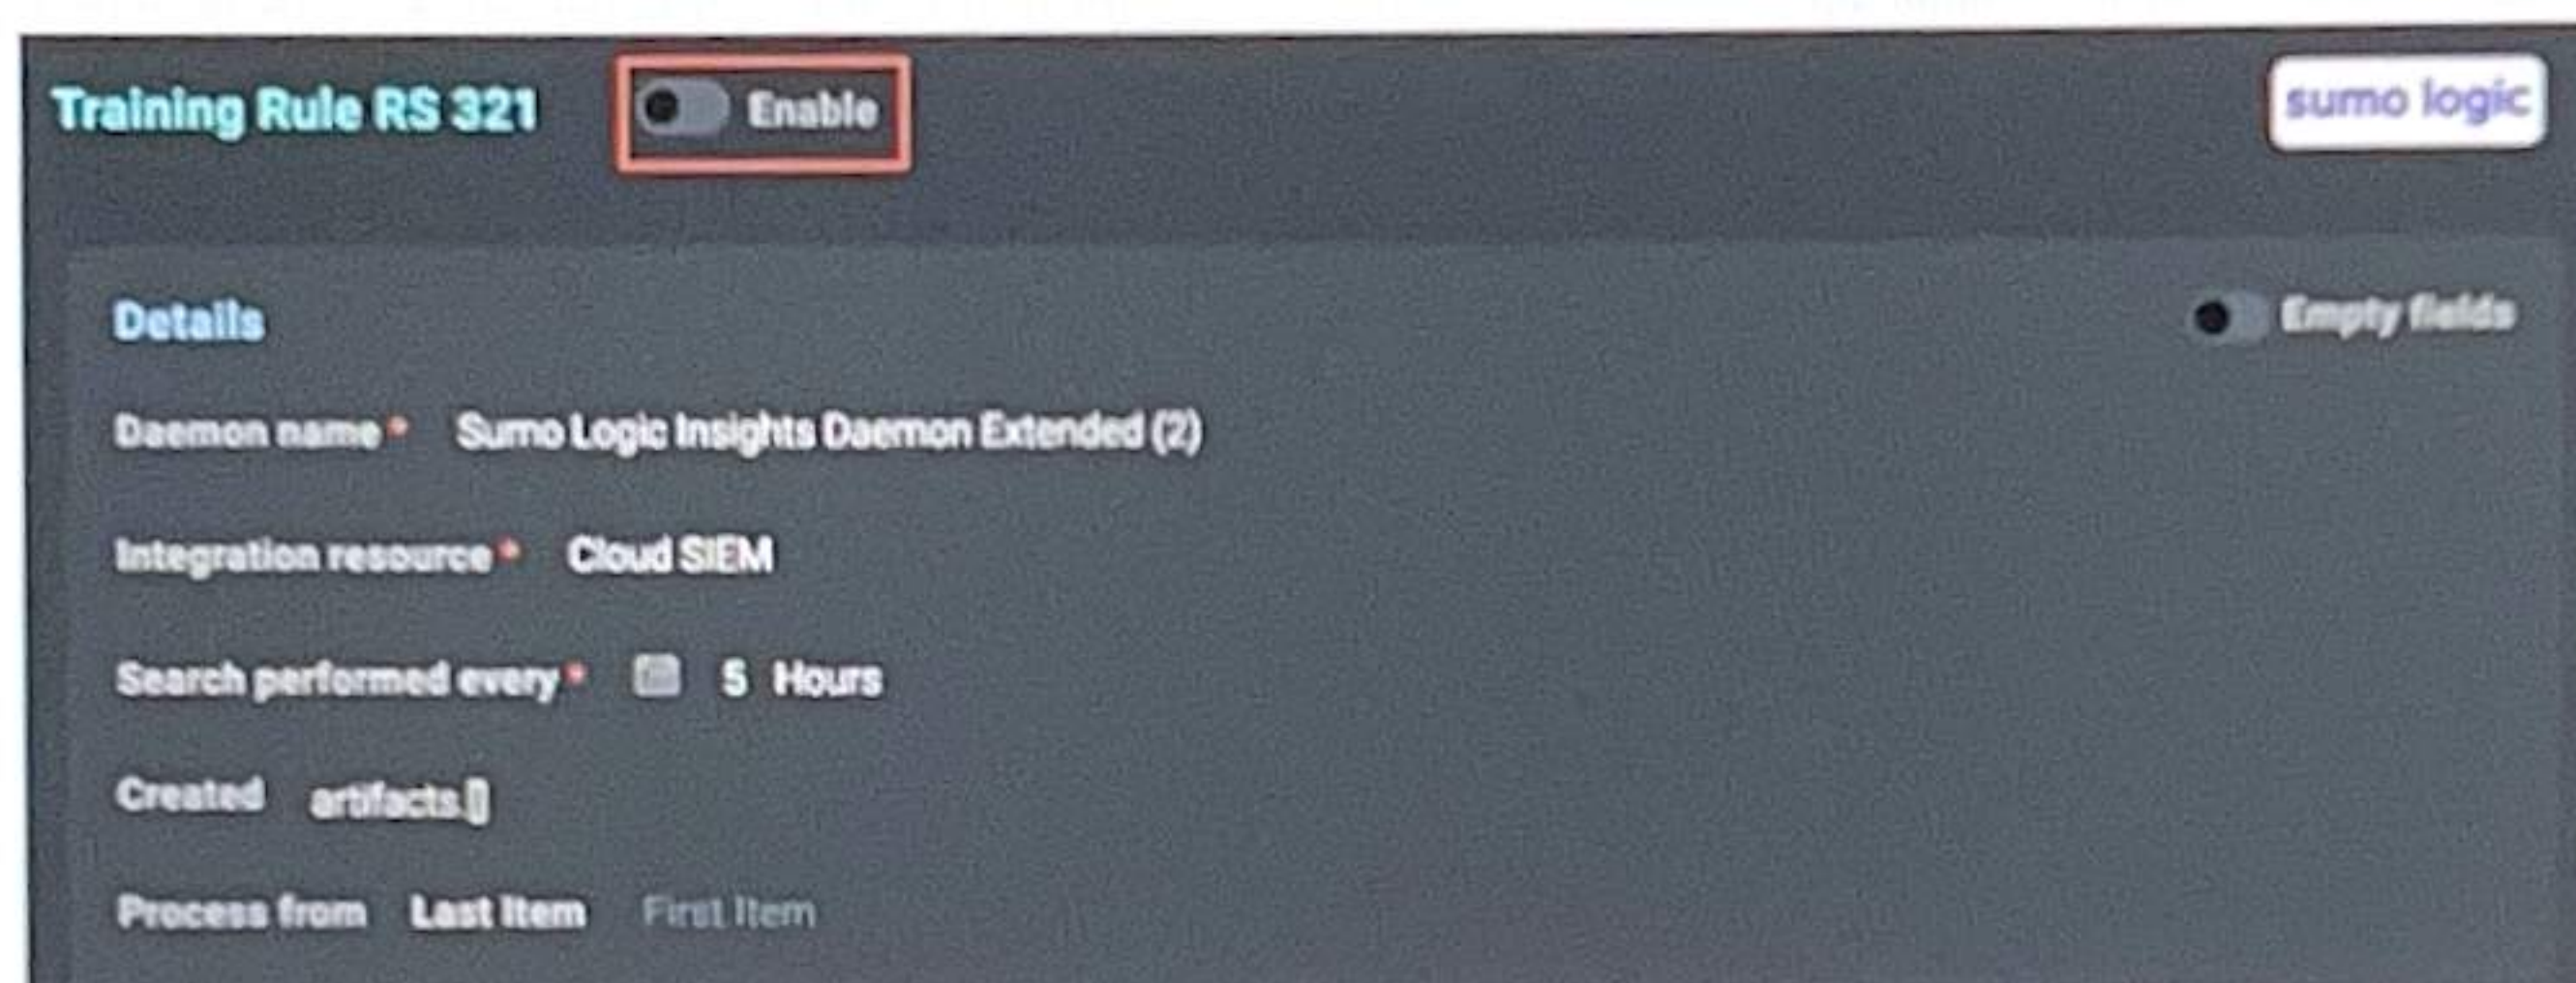 Training Rule RS 321 Enable sumo logic
Details Empty fields
Daemon name* Sumo Logic Insights Daemon Extended (2)
Integration resource* Cloud SIEM
Search performed every* 5 Hours
Created artifacts.[]
Process from Last Item First Item